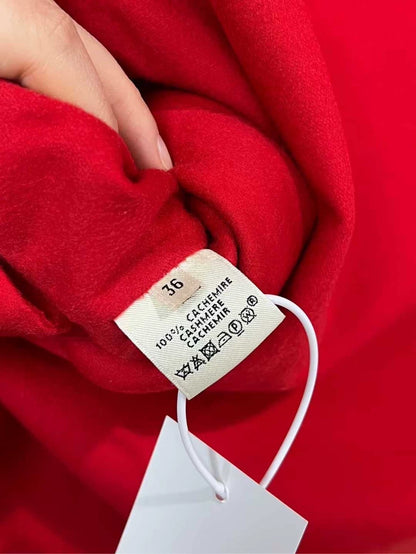 36
100% CACHEMIRE
CASHMERE
CACHEMIR
P W